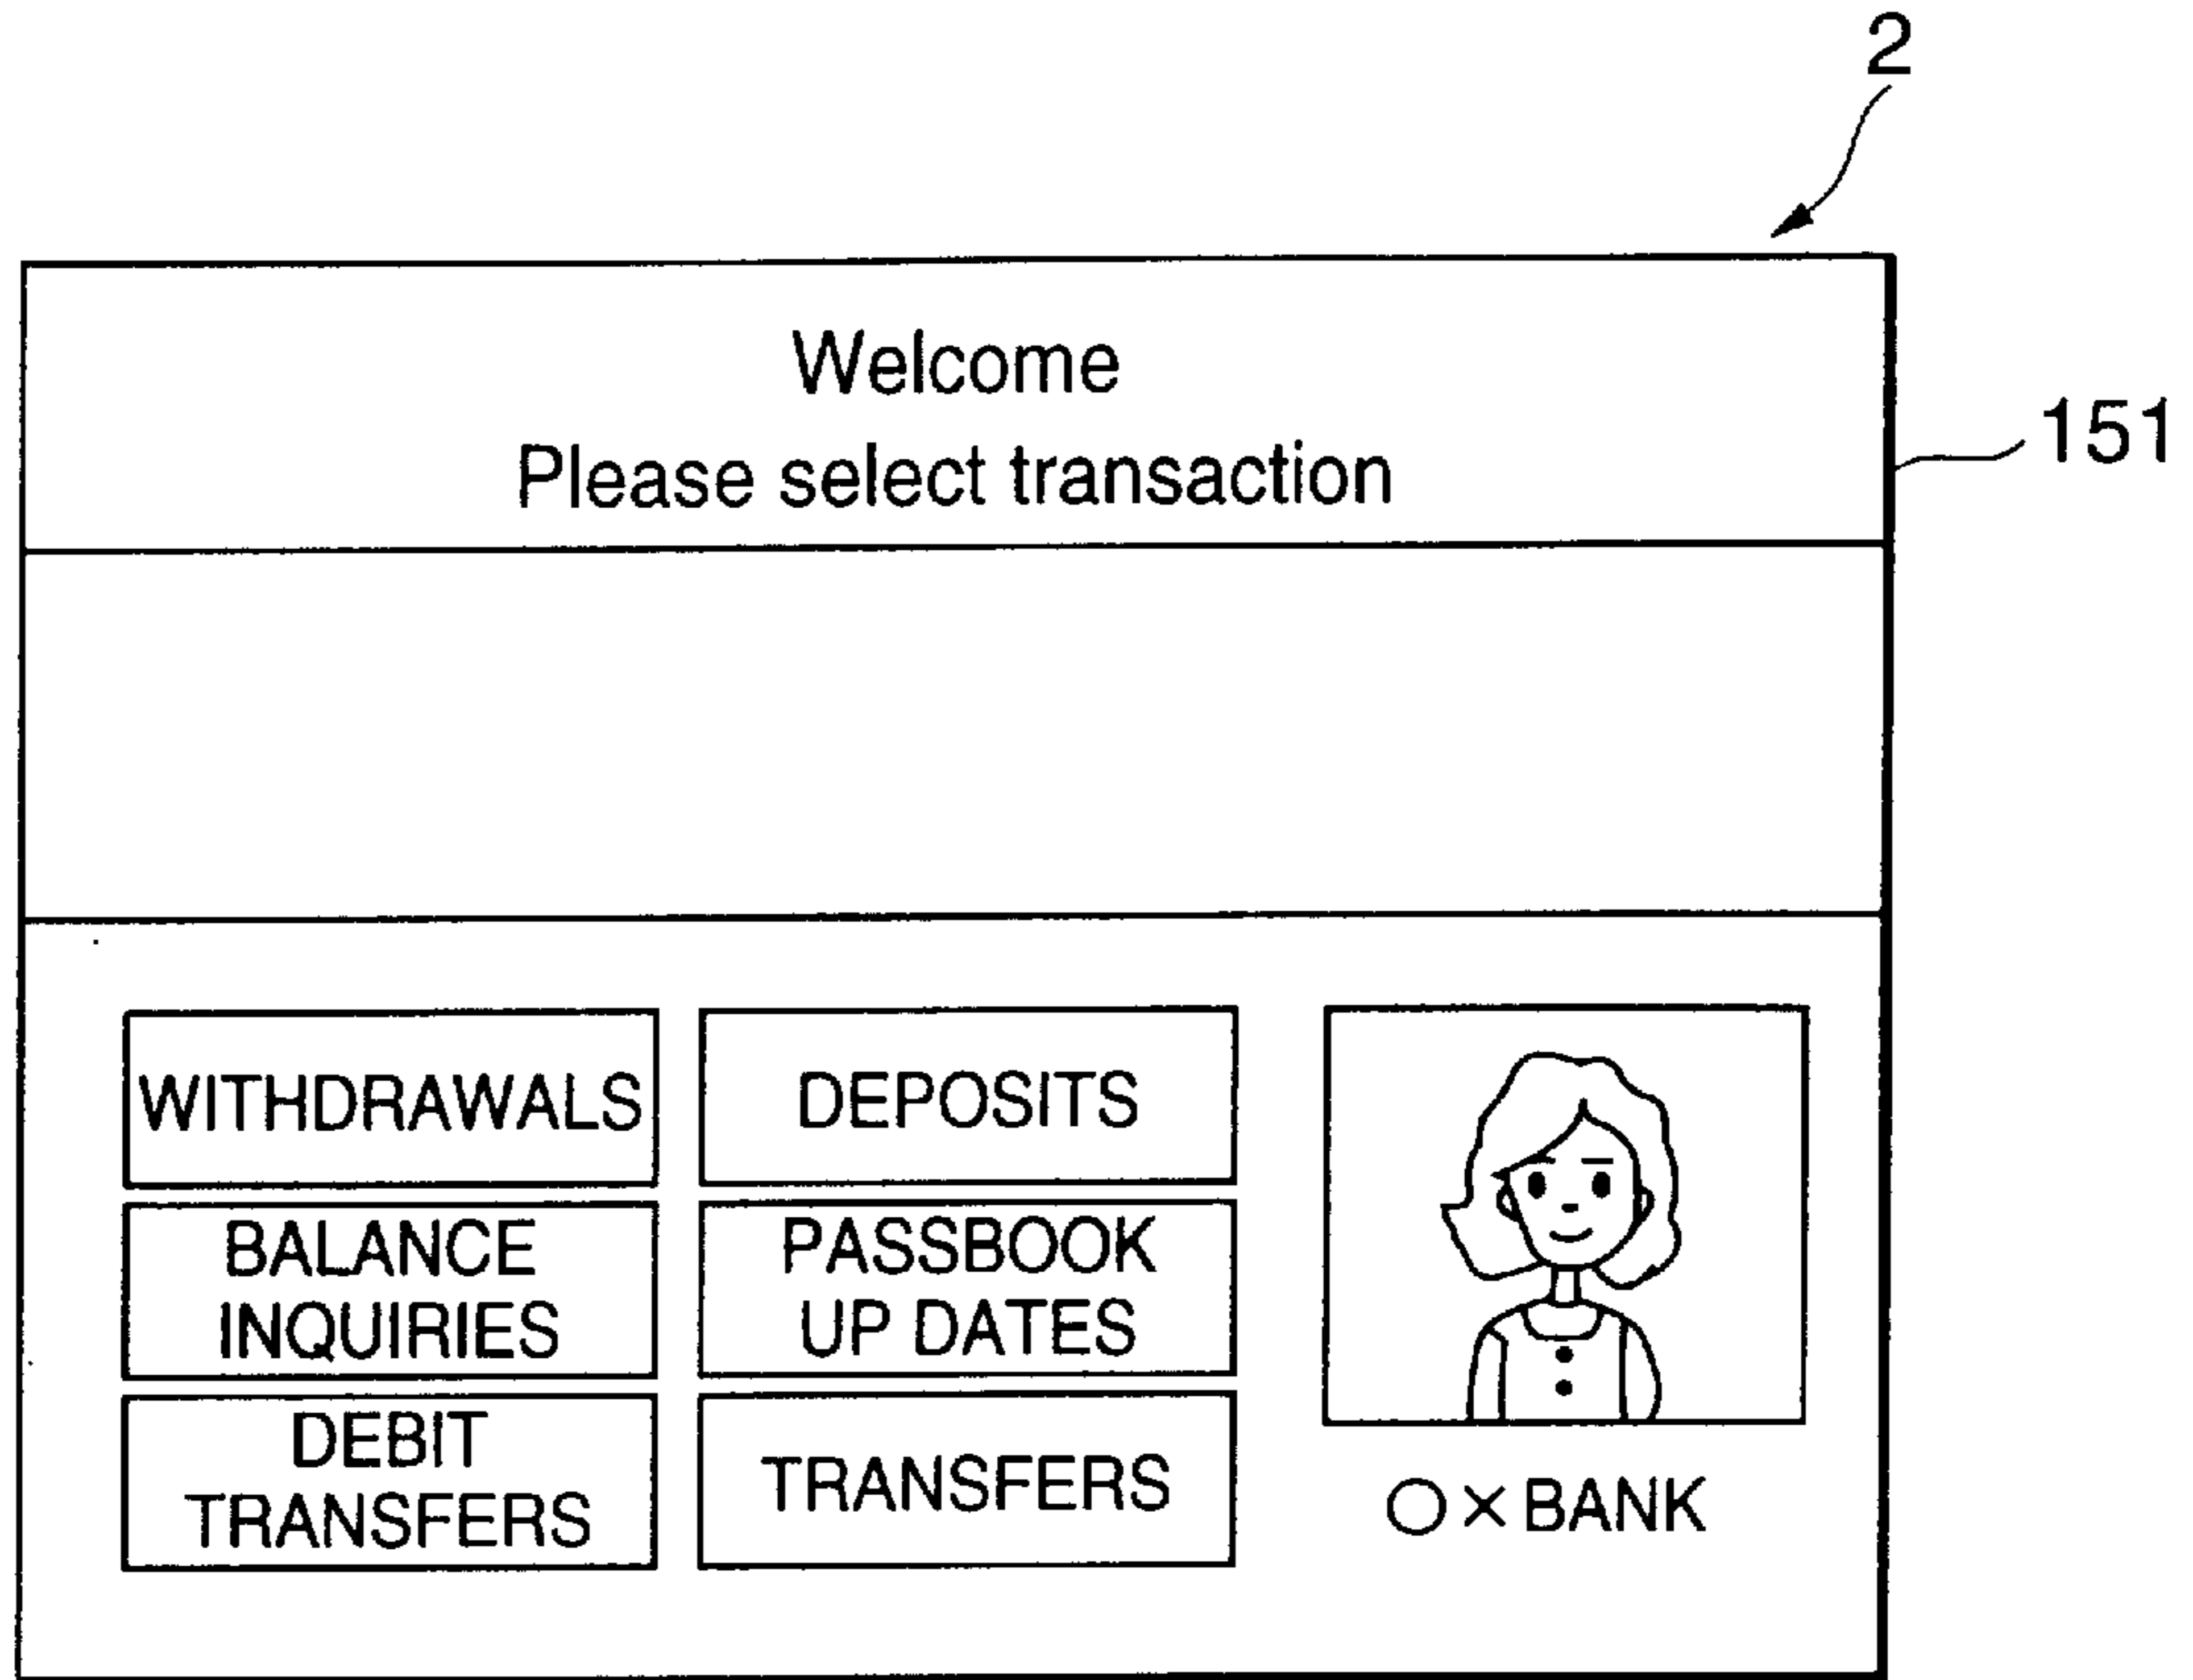 2
Welcome
151
Please select transaction
WITHDRAWALS
DEPOSITS
BALANCE
INQUIRIES
PASSBOOK
UP DATES
DEBIT
TRANSFERS
TRANSFERS
○×BANK